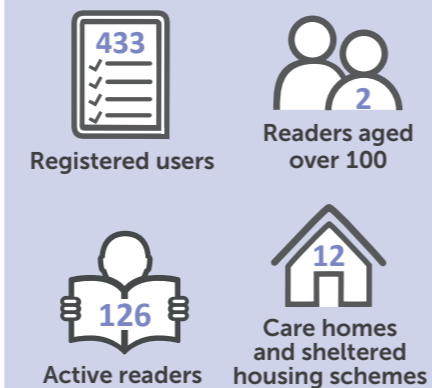 433
Registered users
2
Readers aged
over 100
126
Active readers
12
Care homes
and sheltered
housing schemes